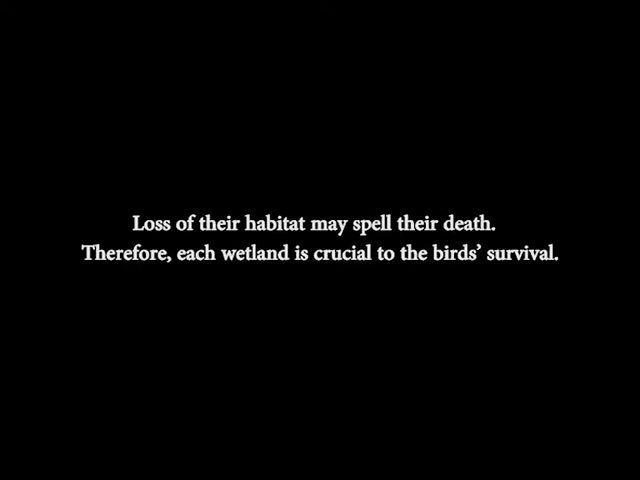 Loss of their habitat may spell their death.
Therefore, each wetland is crucial to the birds’ survival.